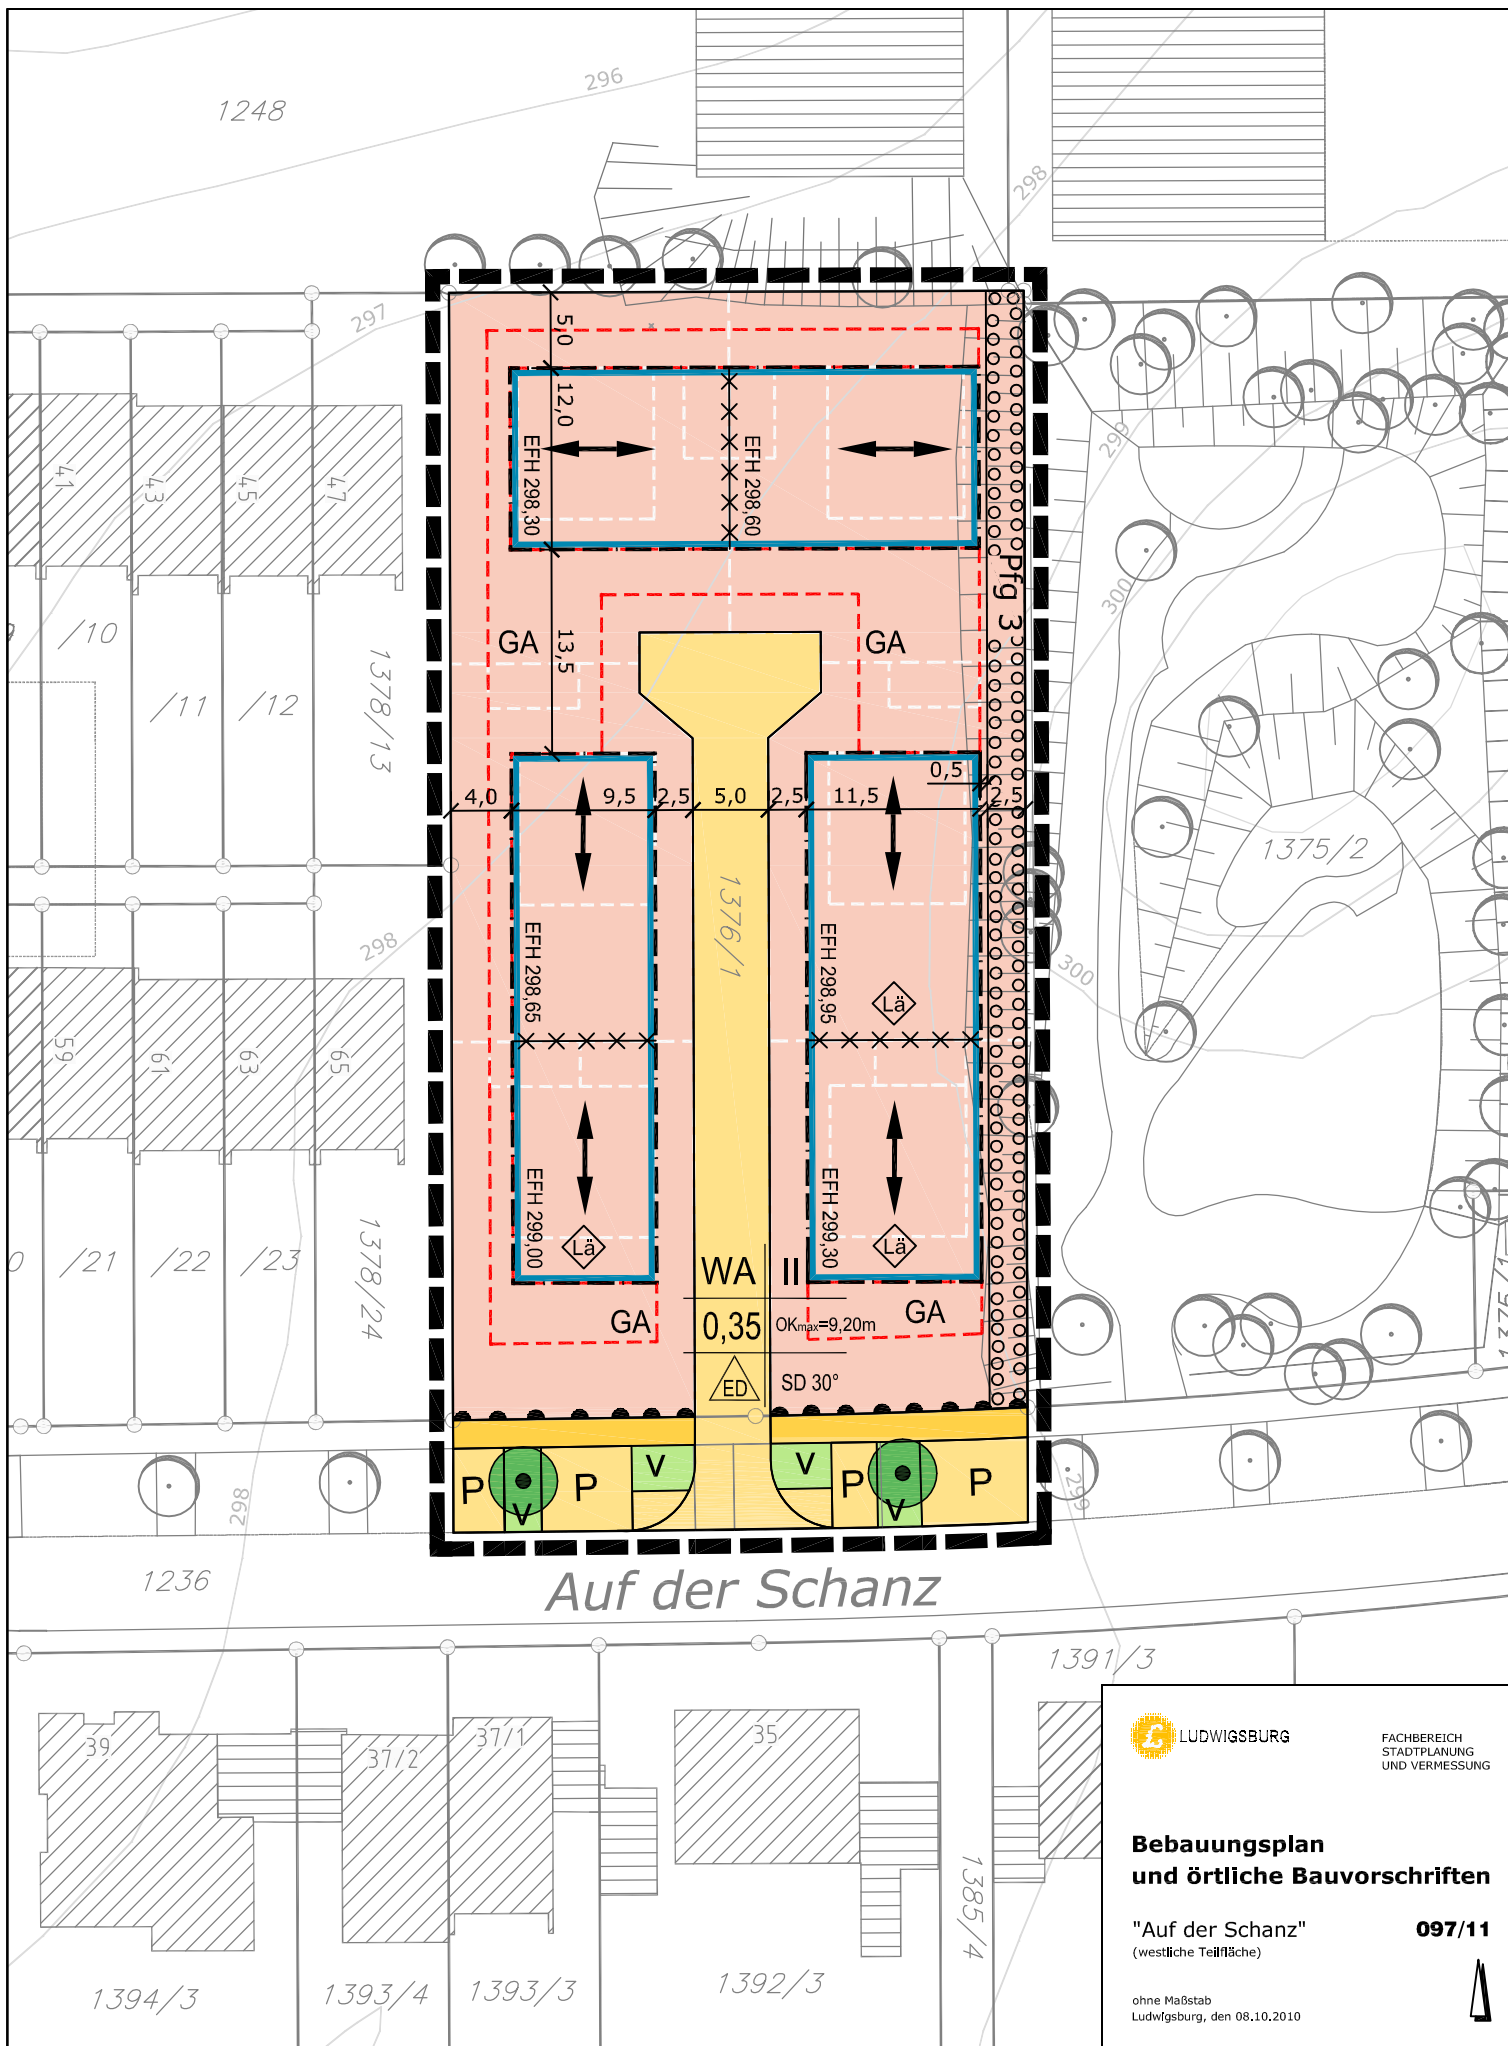 1248
296
298
297
5,0
12,0
41
43
45
47
EFH 298,30
EFH 298,60
299
Pfg 3
300
/10
GA
13,5
GA
/11
/12
1378/13
4,0
9,5
2,5
5,0
2,5
11,5
0,5
2,5
1375/2
1376/1
298
EFH 298,65
EFH 298,95
Lä
300
59
61
63
65
EFH 299,00
EFH 299,30
Lä
Lä
0
/21
/22
/23
1378/24
WA
II
GA
0,35
OKmax=9,20m
GA
ED
SD 30°
1375/1
P
V
P
V
V
P
V
P
298
299
1236
Auf der Schanz
1391/3
39
37/2
37/1
35
1385/4
1394/3
1393/4
1393/3
1392/3
LUDWIGSBURG
FACHBEREICH
STADTPLANUNG
UND VERMESSUNG
Bebauungsplan
und örtliche Bauvorschriften
"Auf der Schanz" 097/11
(westliche Teilfläche)
ohne Maßstab
Ludwigsburg, den 08.10.2010